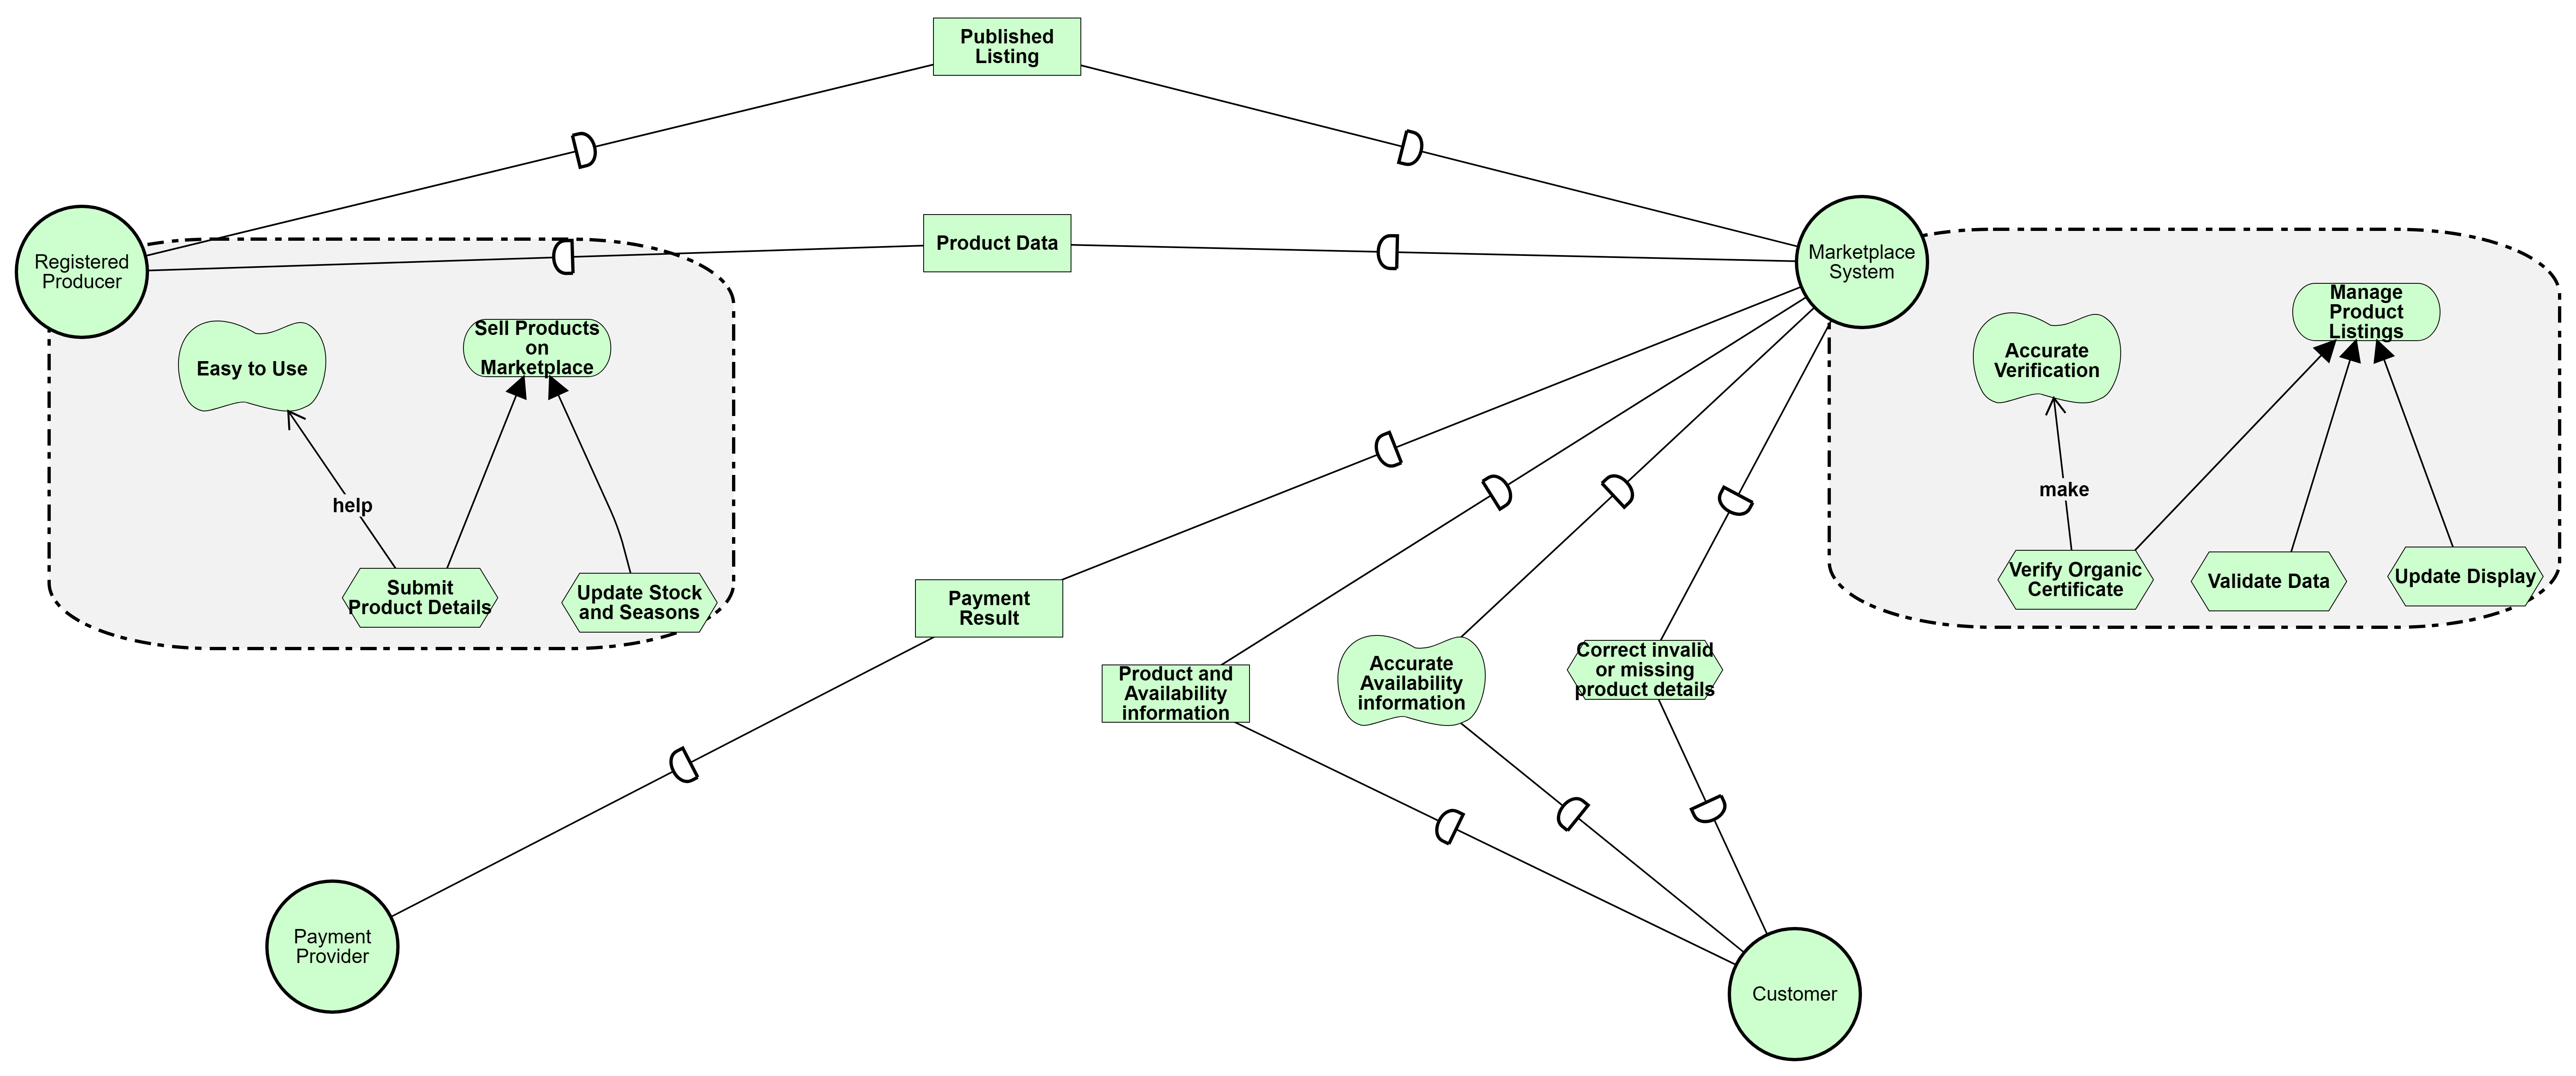 Published
Listing
Registered
Producer
Product Data
Marketplace
System
Easy to Use
Sell Products
on
Marketplace
Accurate
Verification
Manage
Product
Listings
help
make
Submit
Product Details
Update Stock
and Seasons
Payment
Result
Verify Organic
Certificate
Validate Data
Update Display
Product and
Availability
information
Accurate
Availability
information
Correct invalid
or missing
product details
Payment
Provider
Customer